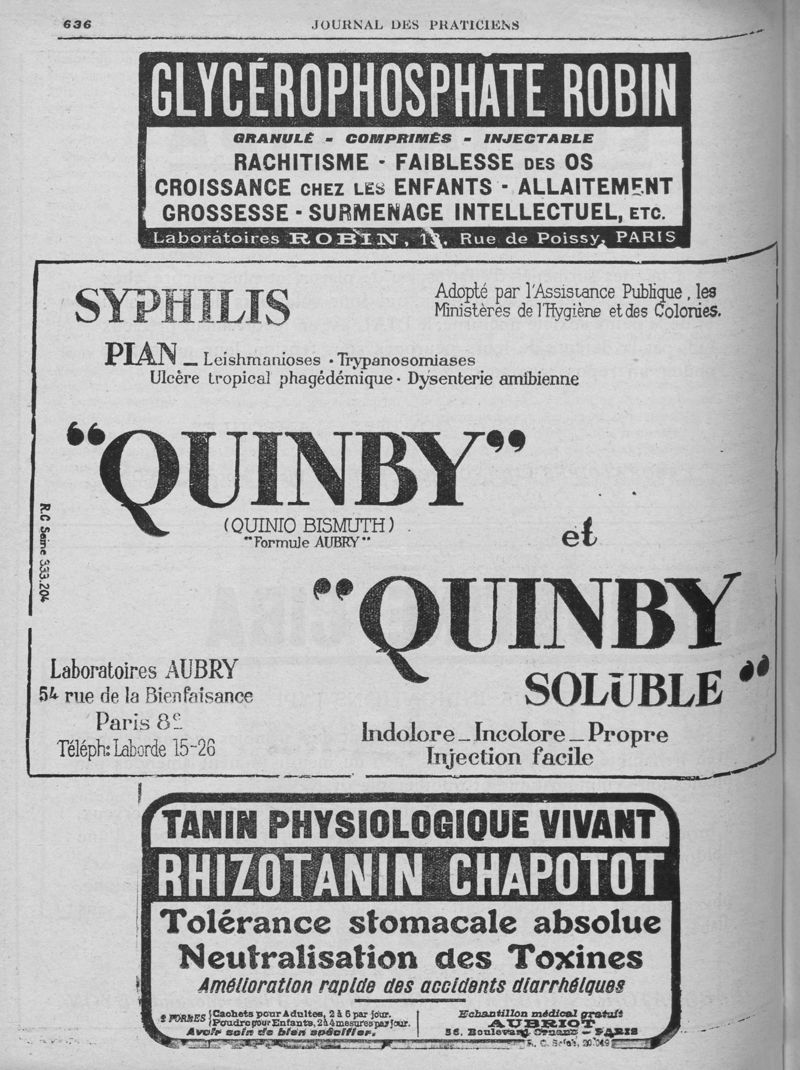 636
JOURNAL DES PRATICIENS
GLYCÉROPHOSPHATE ROBIN
GRANULÉ - COMPRIMÉS - INJECTABLE
RACHITISME - FAIBLESSE DES OS
CROISSANCE CHEZ LES ENFANTS - ALLAITEMENT
GROSSESSE - SURMENAGE INTELLECTUEL, ETC.
Laboratoires ROBIN, 13, Rue de Poissy, PARIS
SYPHILIS
Adopté par l'Assistance Publique, les
Ministères de l'Hygiène et des Colonies.
PIAN _ Leishmanioses • Trypanosomiases
Ulcère tropical phagédémique • Dysenterie amibienne
"QUINBY"
(QUINIO BISMUTH)
"Formule AUBRY"
et
"QUINBY
SOLUBLE"
R.C Seine 333.204
Laboratoires AUBRY
54 rue de la Bienfaisance
Paris 8e
Téléph: Laborde 15-26
Indolore _ Incolore _ Propre
Injection facile
TANIN PHYSIOLOGIQUE VIVANT
RHIZOTANIN CHAPOTOT
Tolérance stomacale absolue
Neutralisation des Toxines
Amélioration rapide des accidents diarrhéiques
2 FORMES
Cachets pour Adultes, 2 à 6 par jour.
Poudre pour Enfants, 2 à 4 mesures par jour.
Avoir soin de bien spécifier.
Echantillon médical gratuit
AUBRIOT
56, Boulevard Ornano - PARIS
R. C. 20.049